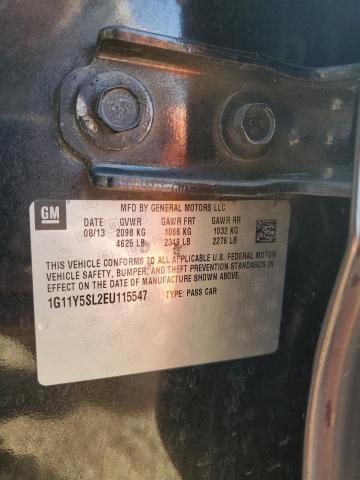 GM
MFD BY GENERAL MOTORS LLC
DATE GVWR GAWR FRT GAWR RR
08/13 2098 KG 1066 KG 1032 KG
4625 LB 2349 LB 2276 LB
THIS VEHICLE CONFORMS TO ALL APPLICABLE U.S. FEDERAL MOTOR
VEHICLE SAFETY, BUMPER, AND THEFT PREVENTION STANDARDS IN
EFFECT ON THE DATE OF MANUFACTURE SHOWN ABOVE.
1G11Y5SL2EU115547 TYPE: PASS CAR